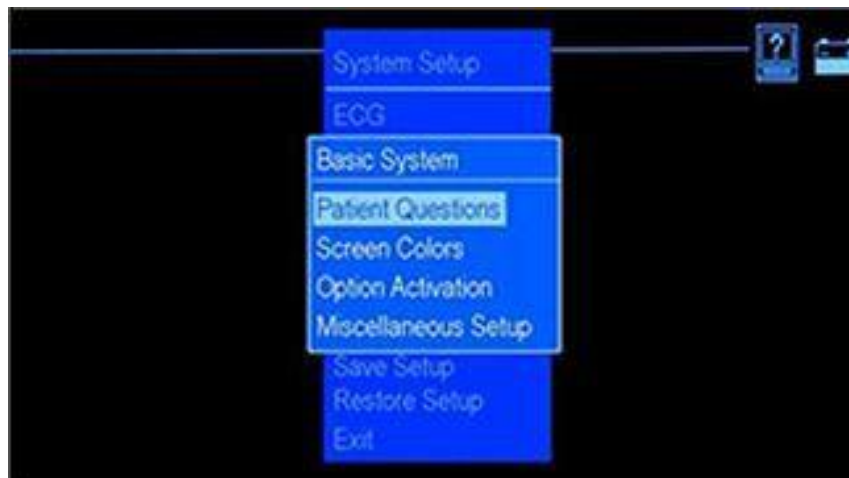 ?
System Setup
ECG
Basic System
Patient Questions
Screen Colors
Option Activation
Miscellaneous Setup
Save Setup
Restore Setup
Exit